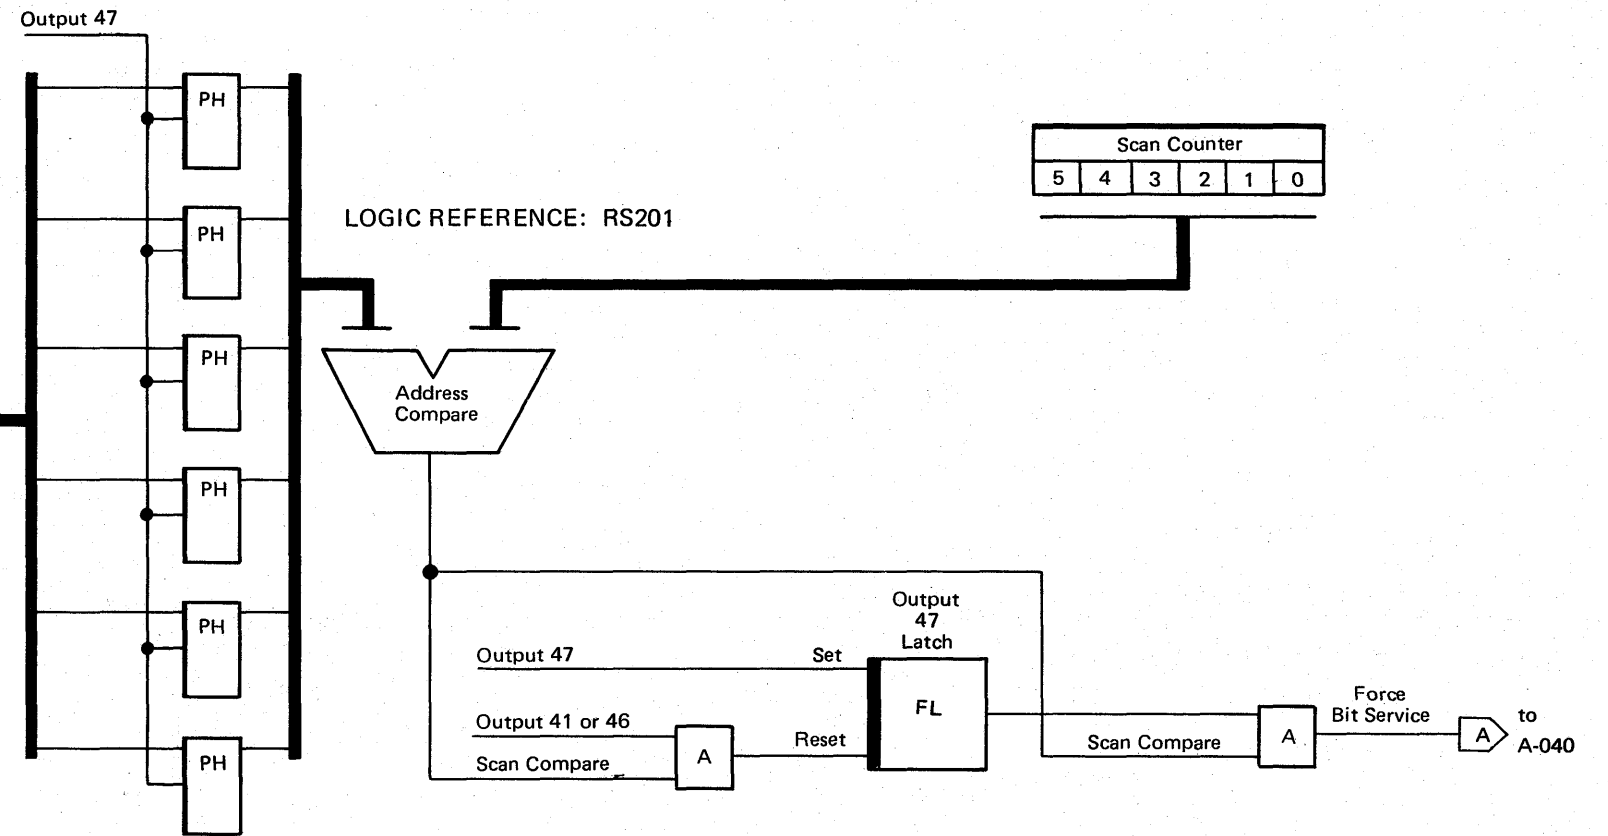 Output 47
PH
PH
PH
PH
PH
PH
LOGIC REFERENCE: RS201
Scan Counter
5 4 3 2 1 0
Address
Compare
Output
47
Latch
Output 47
Set
FL
Output 41 or 46
Scan Compare
A
Reset
Scan Compare
A
Force
Bit Service
A
to
A-040